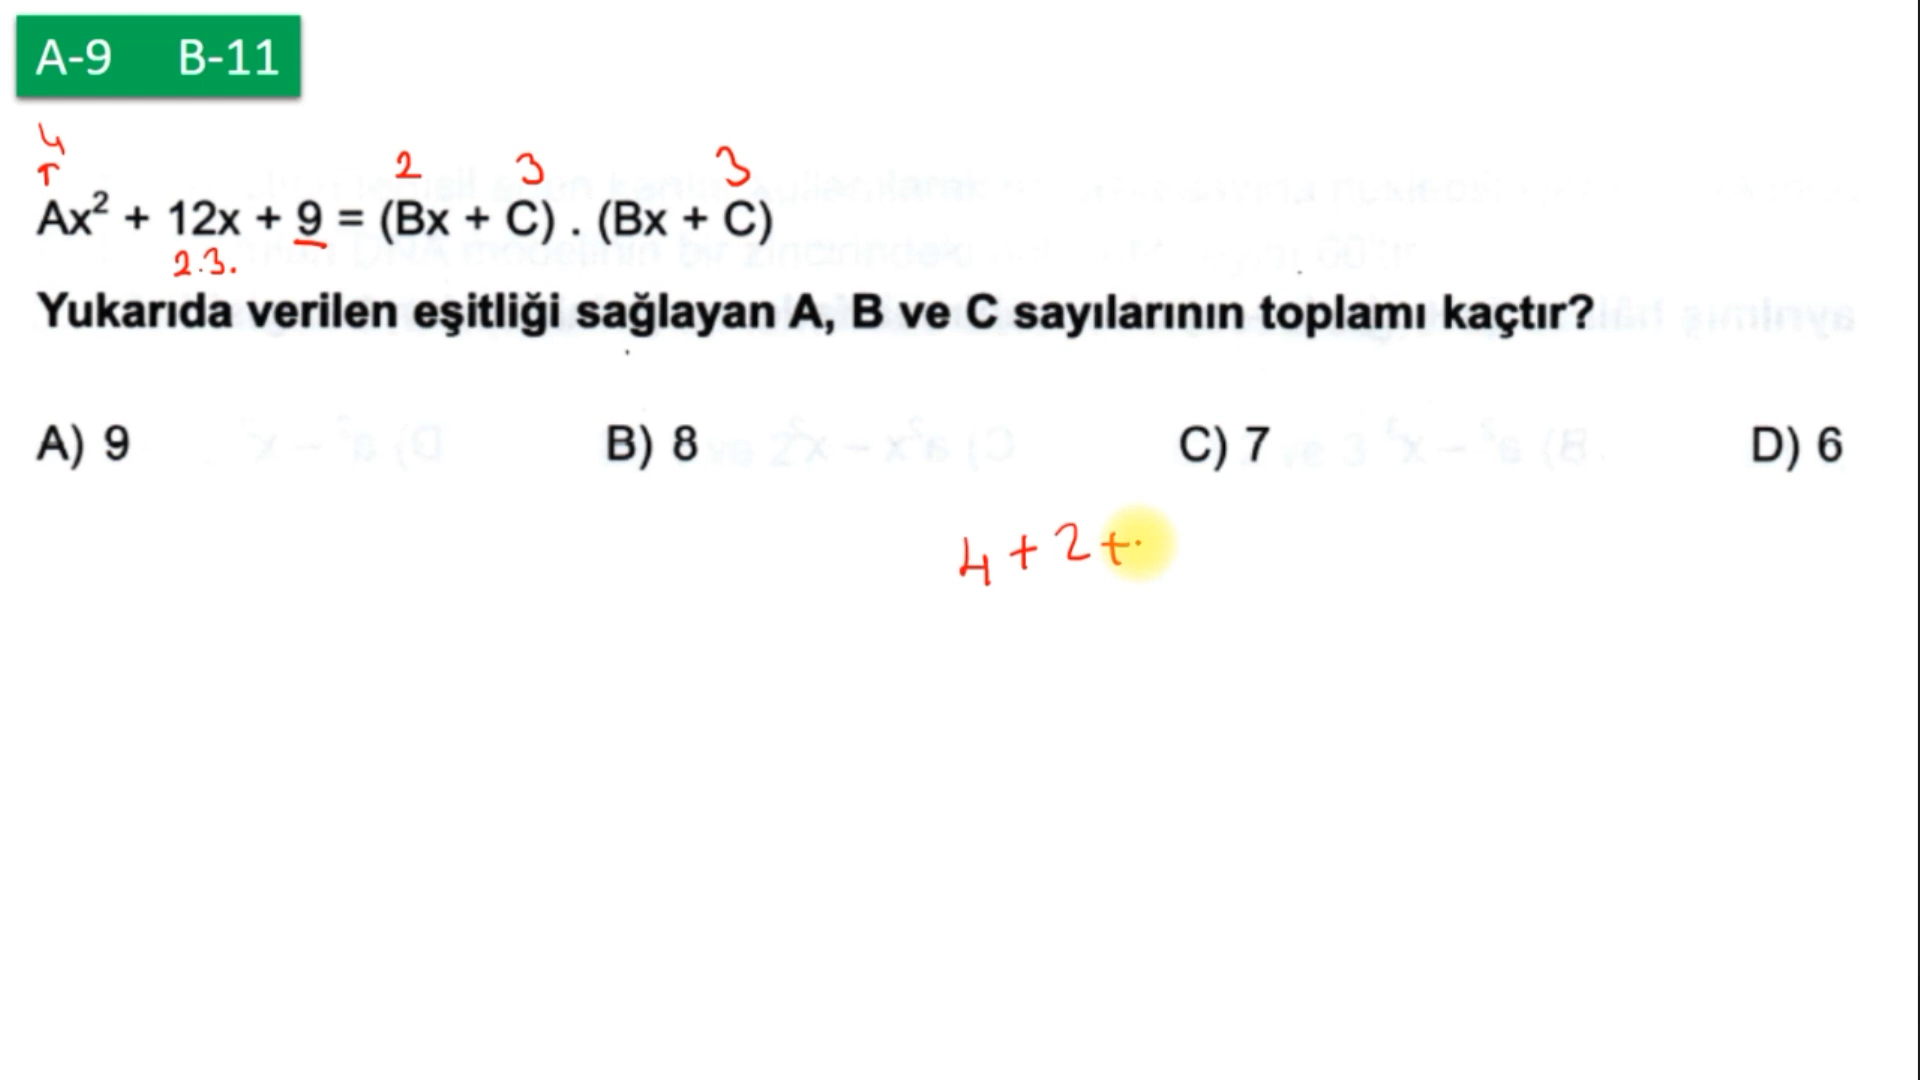 A-9 B-11
4
2 3 3
Ax² + 12x + 9 = (Bx + C) . (Bx + C)
2.3.
Yukarıda verilen eşitliği sağlayan A, B ve C sayılarının toplamı kaçtır?
A) 9 B) 8 C) 7 D) 6
4 + 2 +